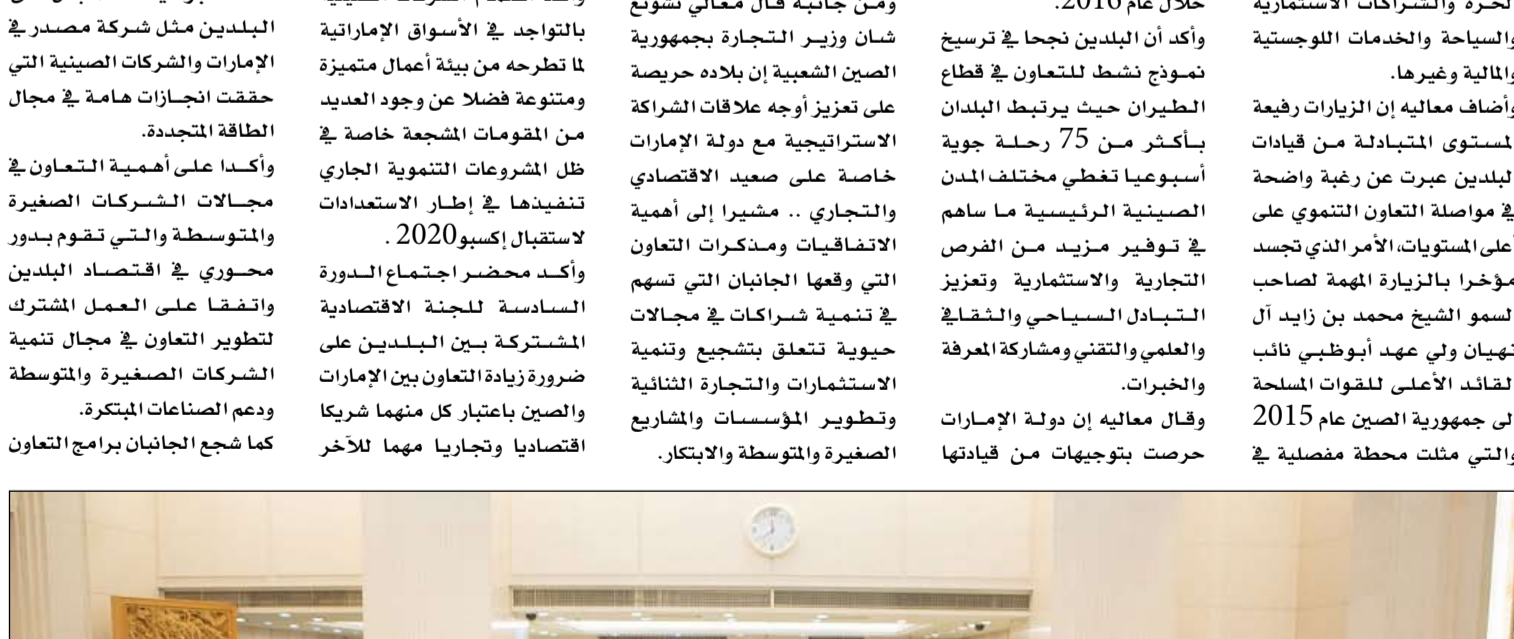 الحرة والشراكات الاستثمارية
والسياحة والخدمات اللوجستية
والمالية وغيرها.
وأضاف معاليه إن الزيارات رفيعة
المستوى المتبادلة من قيادات
البلدين عبرت عن رغبة واضحة
في مواصلة التعاون التنموي على
أعلى المستويات، الأمر الذي تجسد
مؤخرا بالزيارة المهمة لصاحب
السمو الشيخ محمد بن زايد آل
نهيان ولي عهد أبوظبي نائب
القائد الأعلى للقوات المسلحة
إلى جمهورية الصين عام 2015
والتي مثلت محطة مفصلية في
خلال عام 2016.
وأكد أن البلدين نجحا في ترسيخ
نموذج نشط للتعاون في قطاع
الطيران حيث يرتبط البلدان
بأكثر من 75 رحلة جوية
أسبوعيا تغطي مختلف المدن
الصينية الرئيسية ما ساهم
في توفير مزيد من الفرص
التجارية والاستثمارية وتعزيز
التبادل السياحي والثقافي
والعلمي والتقني ومشاركة المعرفة
والخبرات.
وقال معاليه إن دولة الإمارات
حرصت بتوجيهات من قيادتها
ومن جانبه قال معالي تشونغ
شان وزير التجارة بجمهورية
الصين الشعبية إن بلاده حريصة
على تعزيز أوجه علاقات الشراكة
الاستراتيجية مع دولة الإمارات
خاصة على صعيد الاقتصادي
والتجاري .. مشيرا إلى أهمية
الاتفاقيات ومذكرات التعاون
التي وقعها الجانبان التي تسهم
في تنمية شراكات في مجالات
حيوية تتعلق بتشجيع وتنمية
الاستثمارات والتجارة الثنائية
وتطوير المؤسسات والمشاريع
الصغيرة والمتوسطة والابتكار.
بالتواجد في الأسواق الإماراتية
لما تطرحه من بيئة أعمال متميزة
ومتنوعة فضلا عن وجود العديد
من المقومات المشجعة خاصة في
ظل المشروعات التنموية الجاري
تنفيذها في إطار الاستعدادات
لاستقبال إكسبو2020 .
وأكد محضر اجتماع الدورة
السادسة للجنة الاقتصادية
المشتركة بين البلدين على
ضرورة زيادة التعاون بين الإمارات
والصين باعتبار كل منهما شريكا
اقتصاديا وتجاريا مهما للآخر
البلدين مثل شركة مصدر في
الإمارات والشركات الصينية التي
حققت انجازات هامة في مجال
الطاقة المتجددة.
وأكدا على أهمية التعاون في
مجالات الشركات الصغيرة
والمتوسطة والتي تقوم بدور
محوري في اقتصاد البلدين
واتفقا على العمل المشترك
لتطوير التعاون في مجال تنمية
الشركات الصغيرة والمتوسطة
ودعم الصناعات المبتكرة.
كما شجع الجانبان برامج التعاون